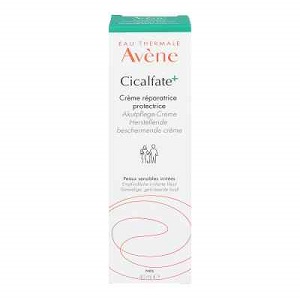 EAU THERMALE
Avène
Cicalfate+
Crème réparatrice
protectrice
Akutpflege-Creme
Herstellende
beschermende crème
Peaux sensibles irritées